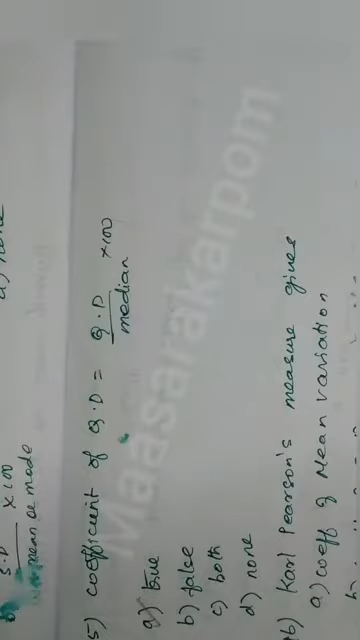 S.D / mean or mode × 100
5) coefficient of Q.D = Q.D / median × 100
a) true
b) false
c) both
d) none
6) Karl Pearson's measure gives
a) coeff of Mean variation
Maasarakarpom